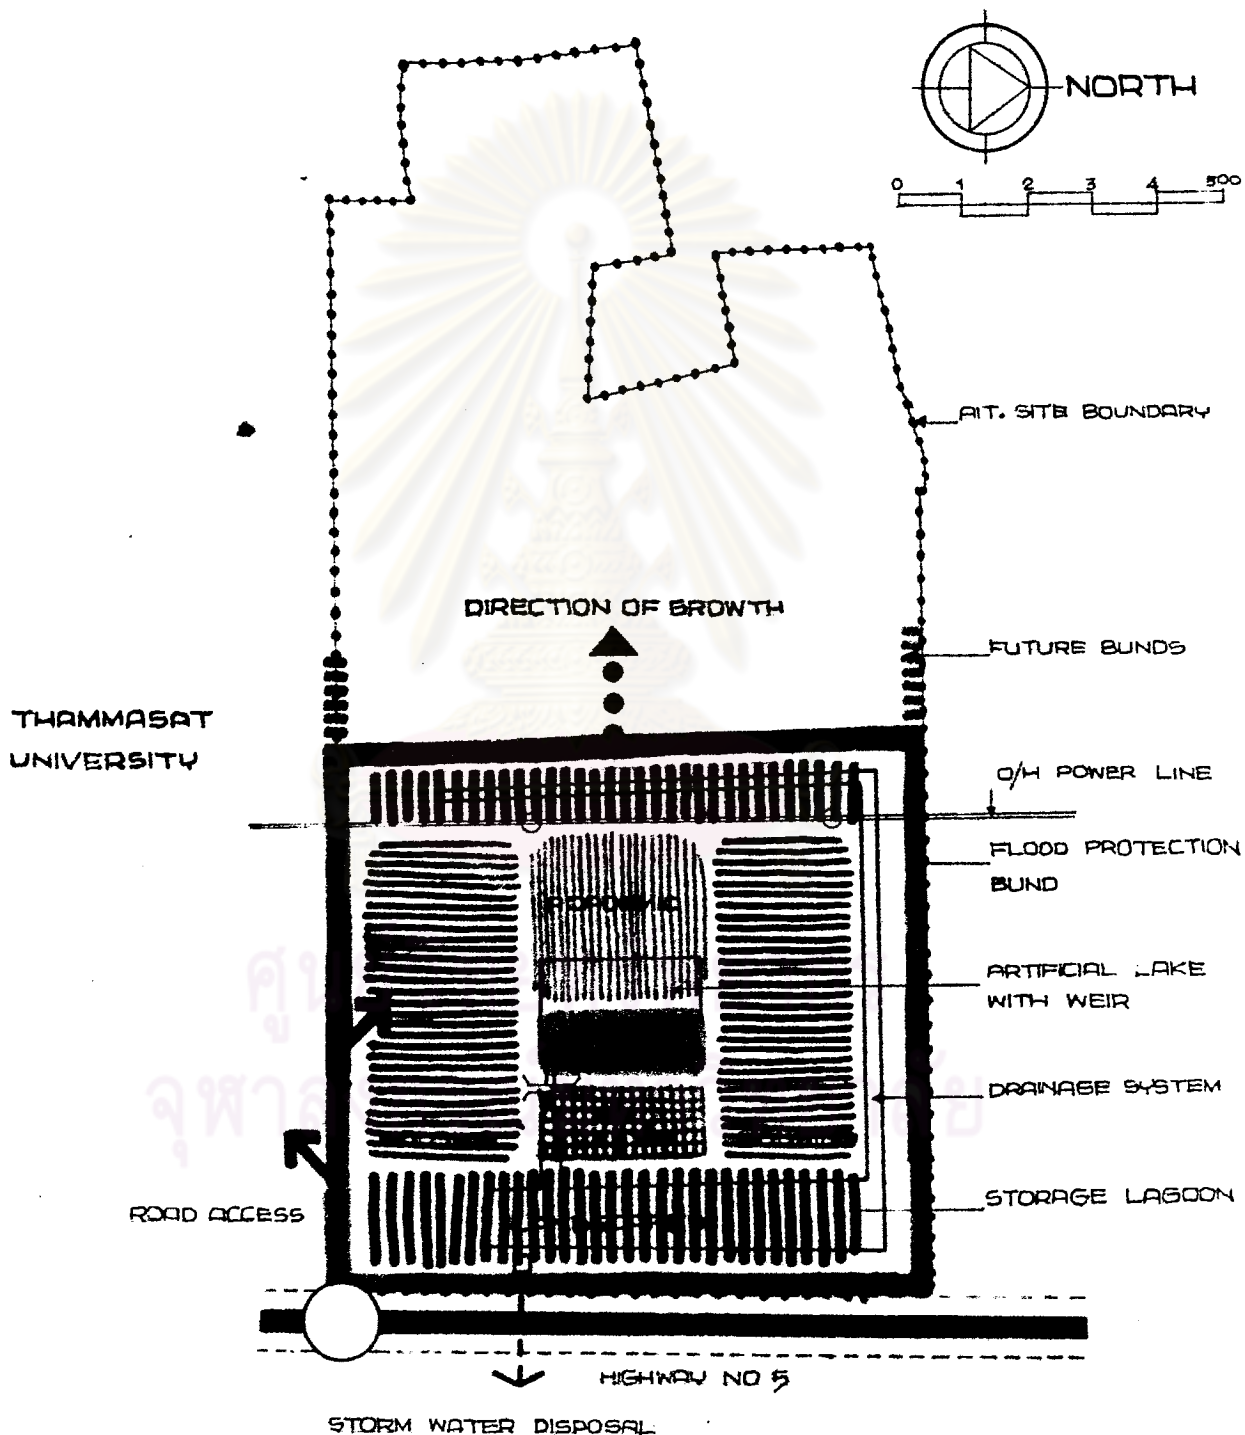 NORTH
0 1 2 3 4 500
AIT. SITE BOUNDARY
DIRECTION OF GROWTH
FUTURE BUNDS
THAMMASAT
UNIVERSITY
O/H POWER LINE
FLOOD PROTECTION
BUND
ARTIFICIAL LAKE
WITH WEIR
DRAINAGE SYSTEM
STORAGE LAGOON
ROAD ACCESS
HIGHWAY NO 5
STORM WATER DISPOSAL